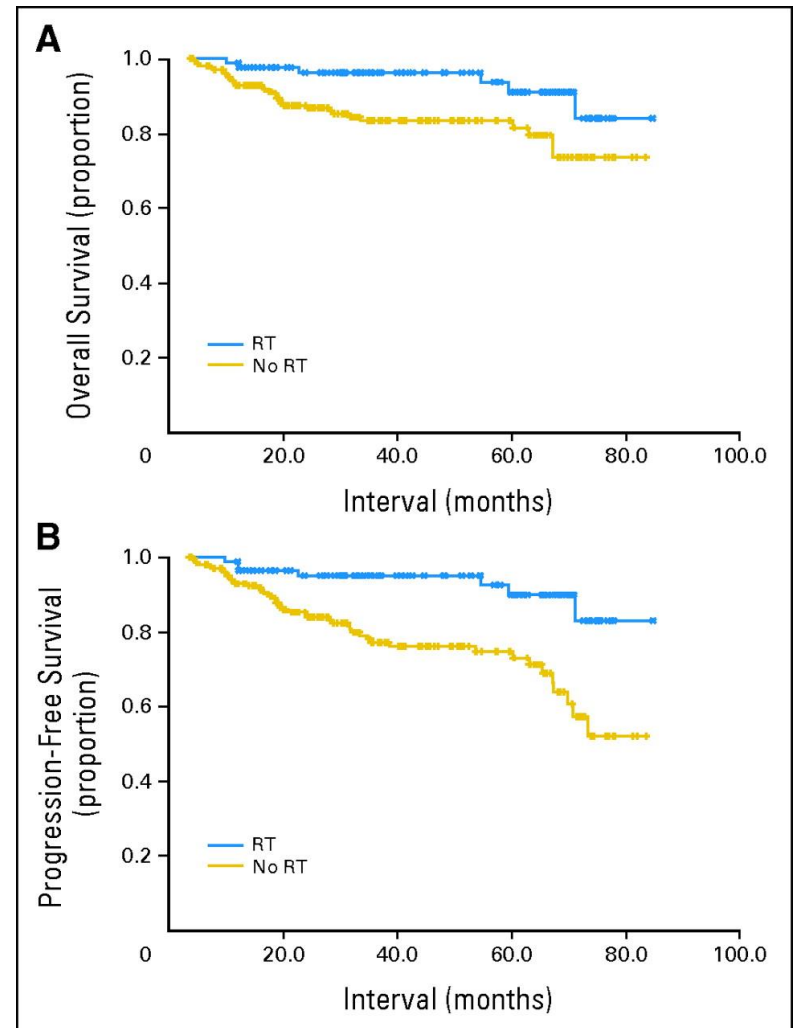 A
1.0
0.8
0.6
0.4
0.2
0
Overall Survival (proportion)
RT
No RT
20.0 40.0 60.0 80.0 100.0
Interval (months)
B
1.0
0.8
0.6
0.4
0.2
0
Progression-Free Survival
(proportion)
RT
No RT
20.0 40.0 60.0 80.0 100.0
Interval (months)